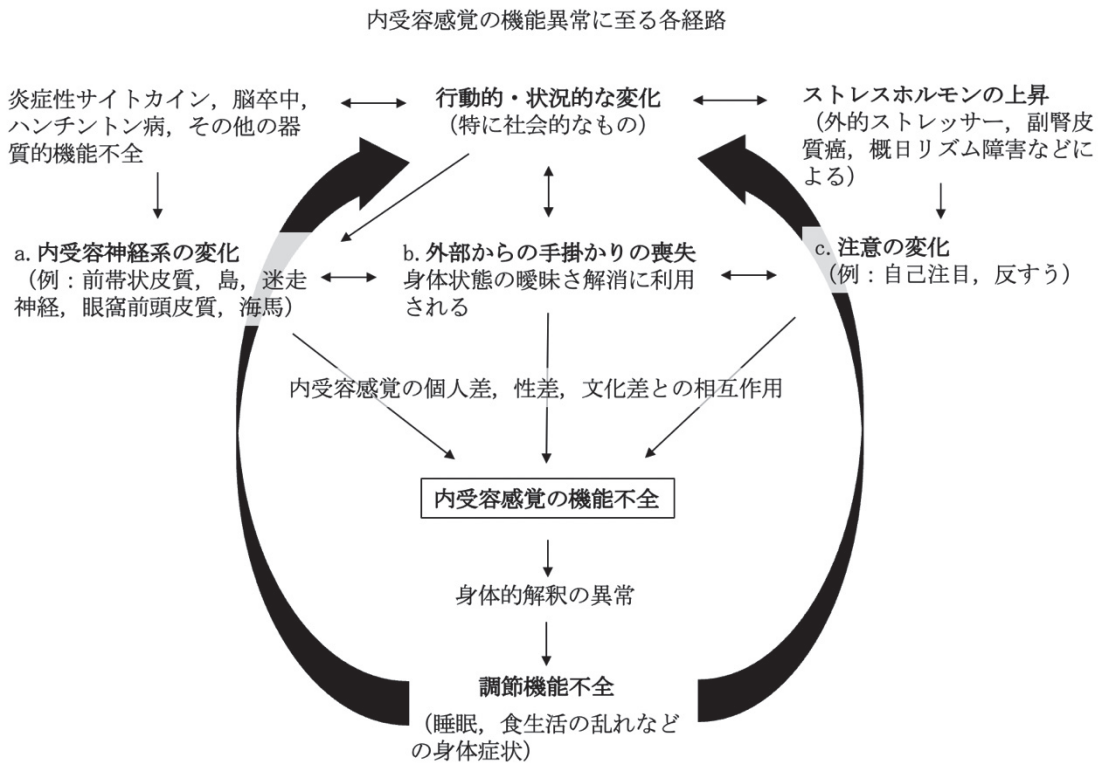 内受容感覚の機能異常に至る各経路
炎症性サイトカイン，脳卒中，
ハンチントン病，その他の器
質的機能不全
行動的・状況的な変化
（特に社会的なもの）
ストレスホルモンの上昇
（外的ストレッサー，副腎皮
質癌，概日リズム障害などに
よる）
a. 内受容神経系の変化
（例：前帯状皮質，島，迷走
神経，眼窩前頭皮質，海馬）
b. 外部からの手掛かりの喪失
身体状態の曖昧さ解消に利用
される
c. 注意の変化
（例：自己注目，反すう）
内受容感覚の個人差，性差，文化差との相互作用
内受容感覚の機能不全
身体的解釈の異常
調節機能不全
（睡眠，食生活の乱れなど
の身体症状）